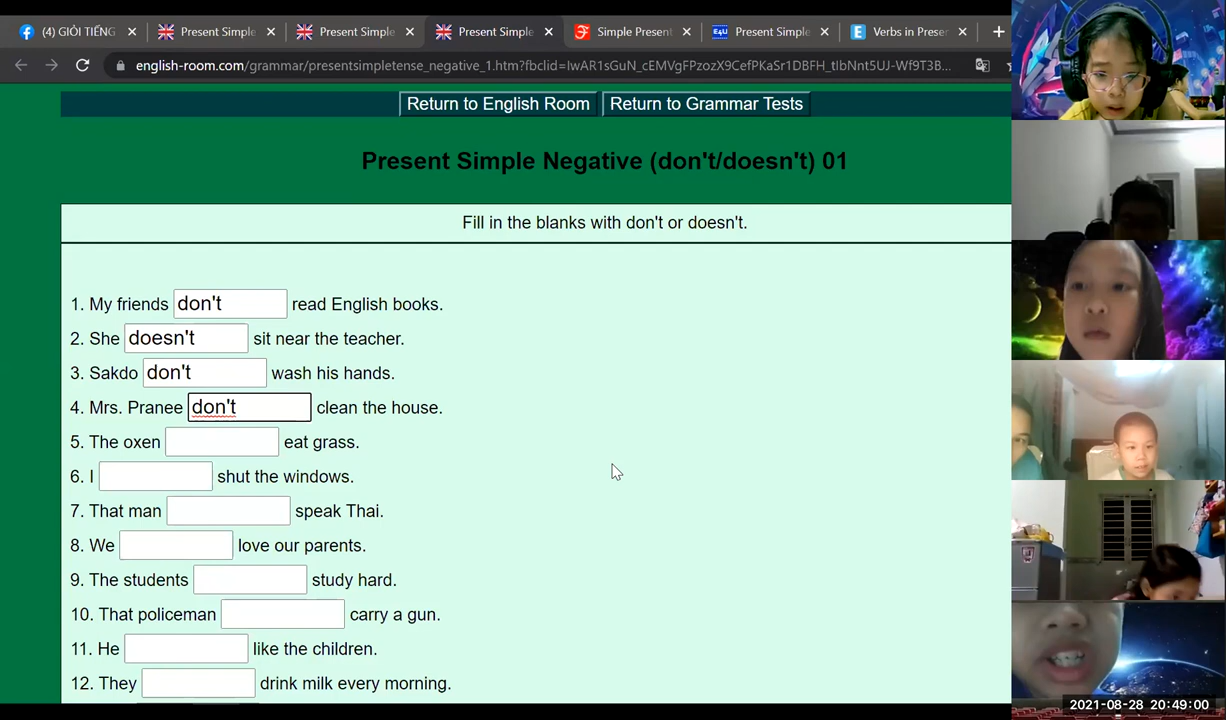 (4) GIỎI TIẾNG
Present Simple
Present Simple
Present Simple
Simple Present
E4U
Present Simple
E
Verbs in Preser
english-room.com/grammar/presentsimpletense_negative_1.htm?fbclid=IwAR1sGuN_cEMVgFPzozX9CefPKaSr1DBFH_tIbNnt5UJ-Wf9T3B...
Return to English Room
Return to Grammar Tests
Present Simple Negative (don't/doesn't) 01
Fill in the blanks with don't or doesn't.
1. My friends don't read English books.
2. She doesn't sit near the teacher.
3. Sakdo don't wash his hands.
4. Mrs. Pranee don't clean the house.
5. The oxen eat grass.
6. I shut the windows.
7. That man speak Thai.
8. We love our parents.
9. The students study hard.
10. That policeman carry a gun.
11. He like the children.
12. They drink milk every morning.
2021-08-28 20:49:00